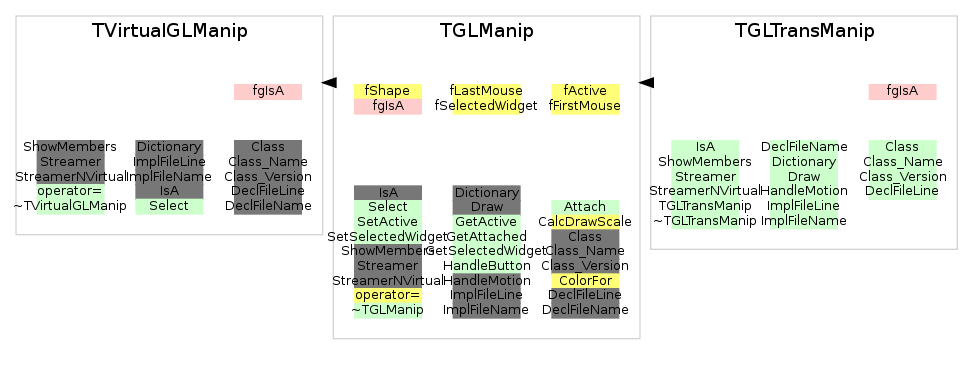 TVirtualGLManip
fgIsA
ShowMembers Dictionary Class
Streamer ImplFileLine Class_Name
StreamerNVirtual ImplFileName Class_Version
operator= IsA DeclFileLine
~TVirtualGLManip Select DeclFileName
TGLManip
fShape fLastMouse fActive
fgIsA fSelectedWidget fFirstMouse
IsA Dictionary
Select Draw Attach
SetActive GetActive CalcDrawScale
SetSelectedWidget GetAttached Class
ShowMembers GetSelectedWidget Class_Name
Streamer HandleButton Class_Version
StreamerNVirtual HandleMotion ColorFor
operator= ImplFileLine DeclFileLine
~TGLManip ImplFileName DeclFileName
TGLTransManip
fgIsA
IsA DeclFileName Class
ShowMembers Dictionary Class_Name
Streamer Draw Class_Version
StreamerNVirtual HandleMotion DeclFileLine
TGLTransManip ImplFileLine
~TGLTransManip ImplFileName